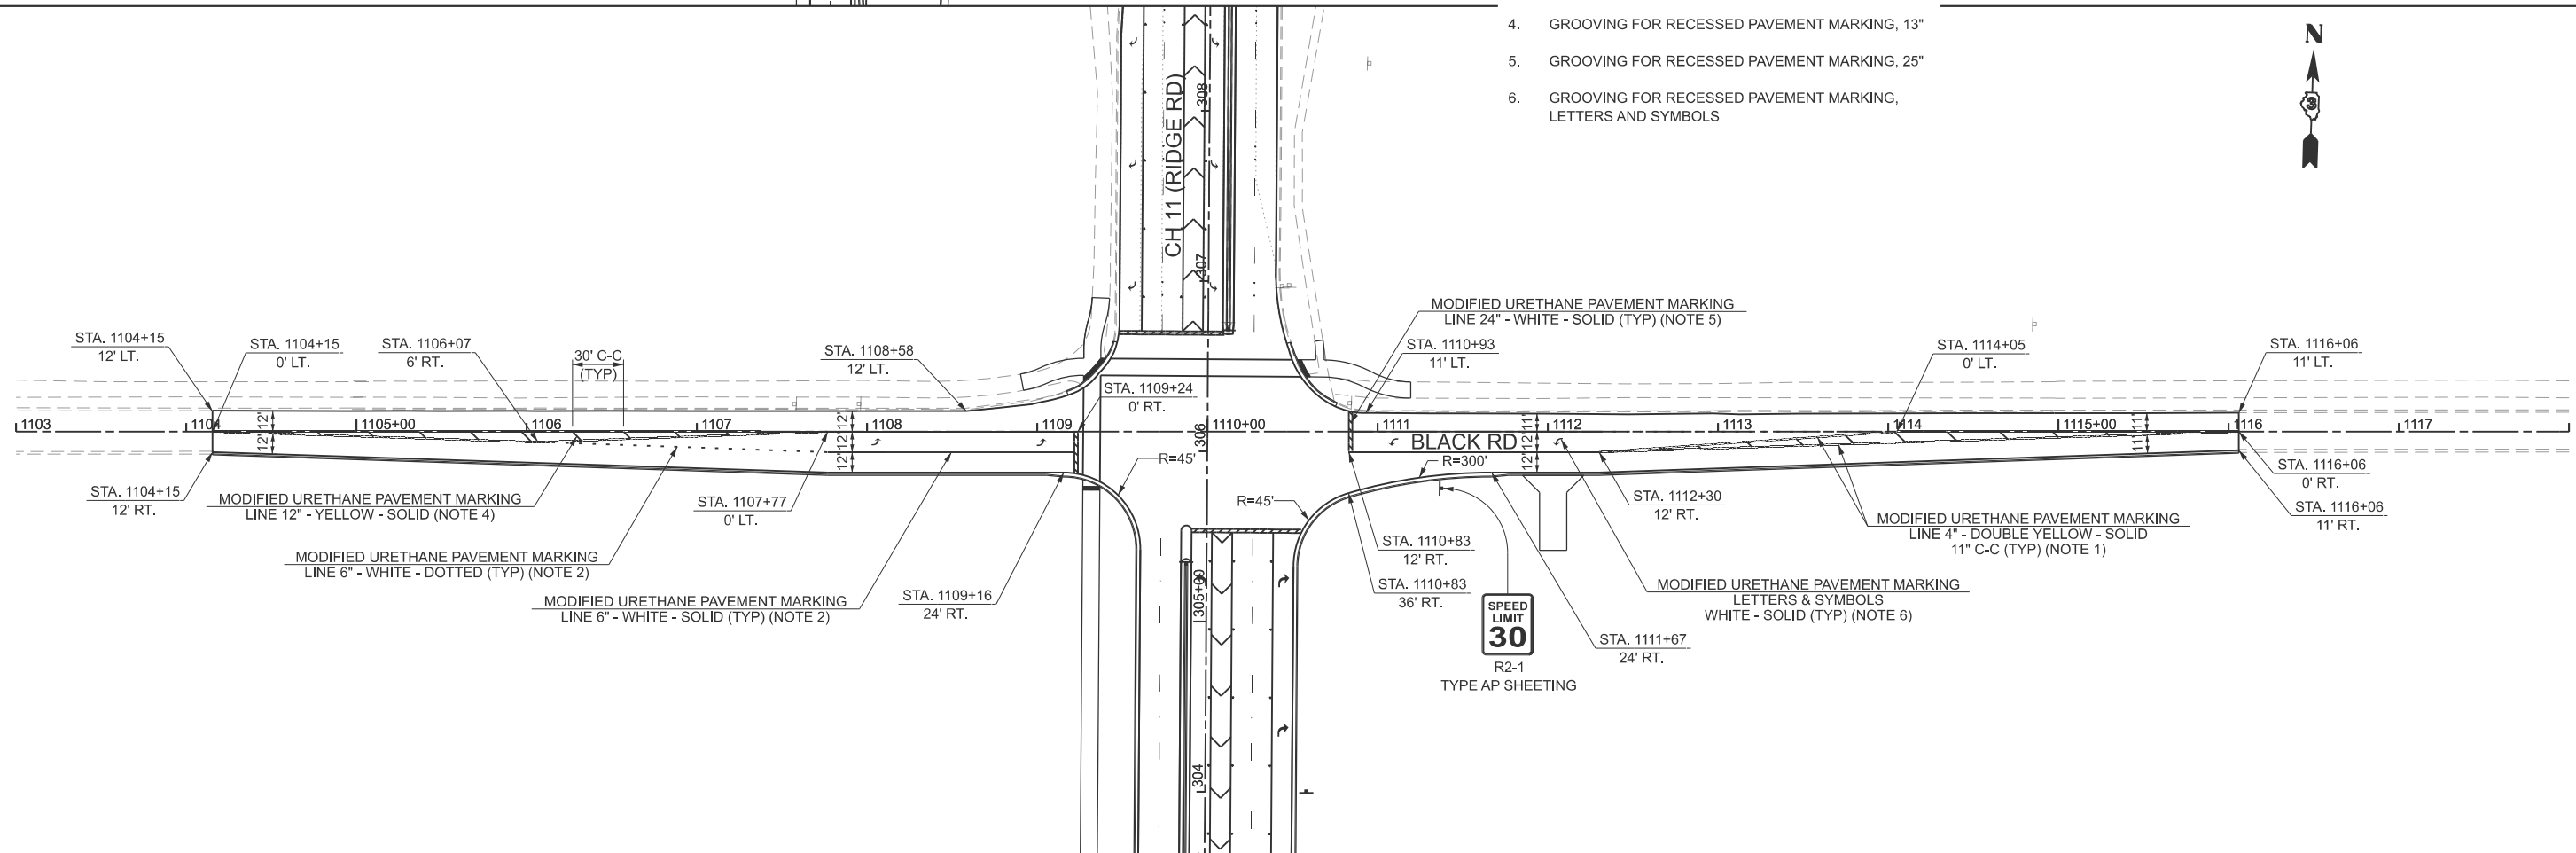 4. GROOVING FOR RECESSED PAVEMENT MARKING, 13"
5. GROOVING FOR RECESSED PAVEMENT MARKING, 25"
6. GROOVING FOR RECESSED PAVEMENT MARKING,
LETTERS AND SYMBOLS
N
3
CH 11 (RIDGE RD)
308
307
306
305+00
304
STA. 1104+15
12' LT.
STA. 1104+15
0' LT.
STA. 1106+07
6' RT.
30' C-C
(TYP)
STA. 1108+58
12' LT.
STA. 1109+24
0' RT.
MODIFIED URETHANE PAVEMENT MARKING
LINE 24" - WHITE - SOLID (TYP) (NOTE 5)
STA. 1110+93
11' LT.
STA. 1114+05
0' LT.
STA. 1116+06
11' LT.
1103
1104
1105+00
1106
1107
1108
1109
1110+00
1111
1112
1113
1114
1115+00
1116
1117
12'
12'
12'
12'
12'
11'
12'
12'
11'
11'
BLACK RD
R=45'
R=300'
R=45'
STA. 1104+15
12' RT.
MODIFIED URETHANE PAVEMENT MARKING
LINE 12" - YELLOW - SOLID (NOTE 4)
STA. 1107+77
0' LT.
MODIFIED URETHANE PAVEMENT MARKING
LINE 6" - WHITE - DOTTED (TYP) (NOTE 2)
MODIFIED URETHANE PAVEMENT MARKING
LINE 6" - WHITE - SOLID (TYP) (NOTE 2)
STA. 1109+16
24' RT.
STA. 1110+83
12' RT.
STA. 1110+83
36' RT.
SPEED
LIMIT
30
R2-1
TYPE AP SHEETING
STA. 1111+67
24' RT.
STA. 1112+30
12' RT.
MODIFIED URETHANE PAVEMENT MARKING
LETTERS & SYMBOLS
WHITE - SOLID (TYP) (NOTE 6)
MODIFIED URETHANE PAVEMENT MARKING
LINE 4" - DOUBLE YELLOW - SOLID
11" C-C (TYP) (NOTE 1)
STA. 1116+06
0' RT.
STA. 1116+06
11' RT.